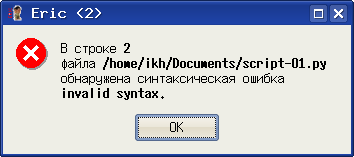 Eric <2>
В строке 2
файла /home/ikh/Documents/script-01.py
обнаружена синтаксическая ошибка
invalid syntax.
OK